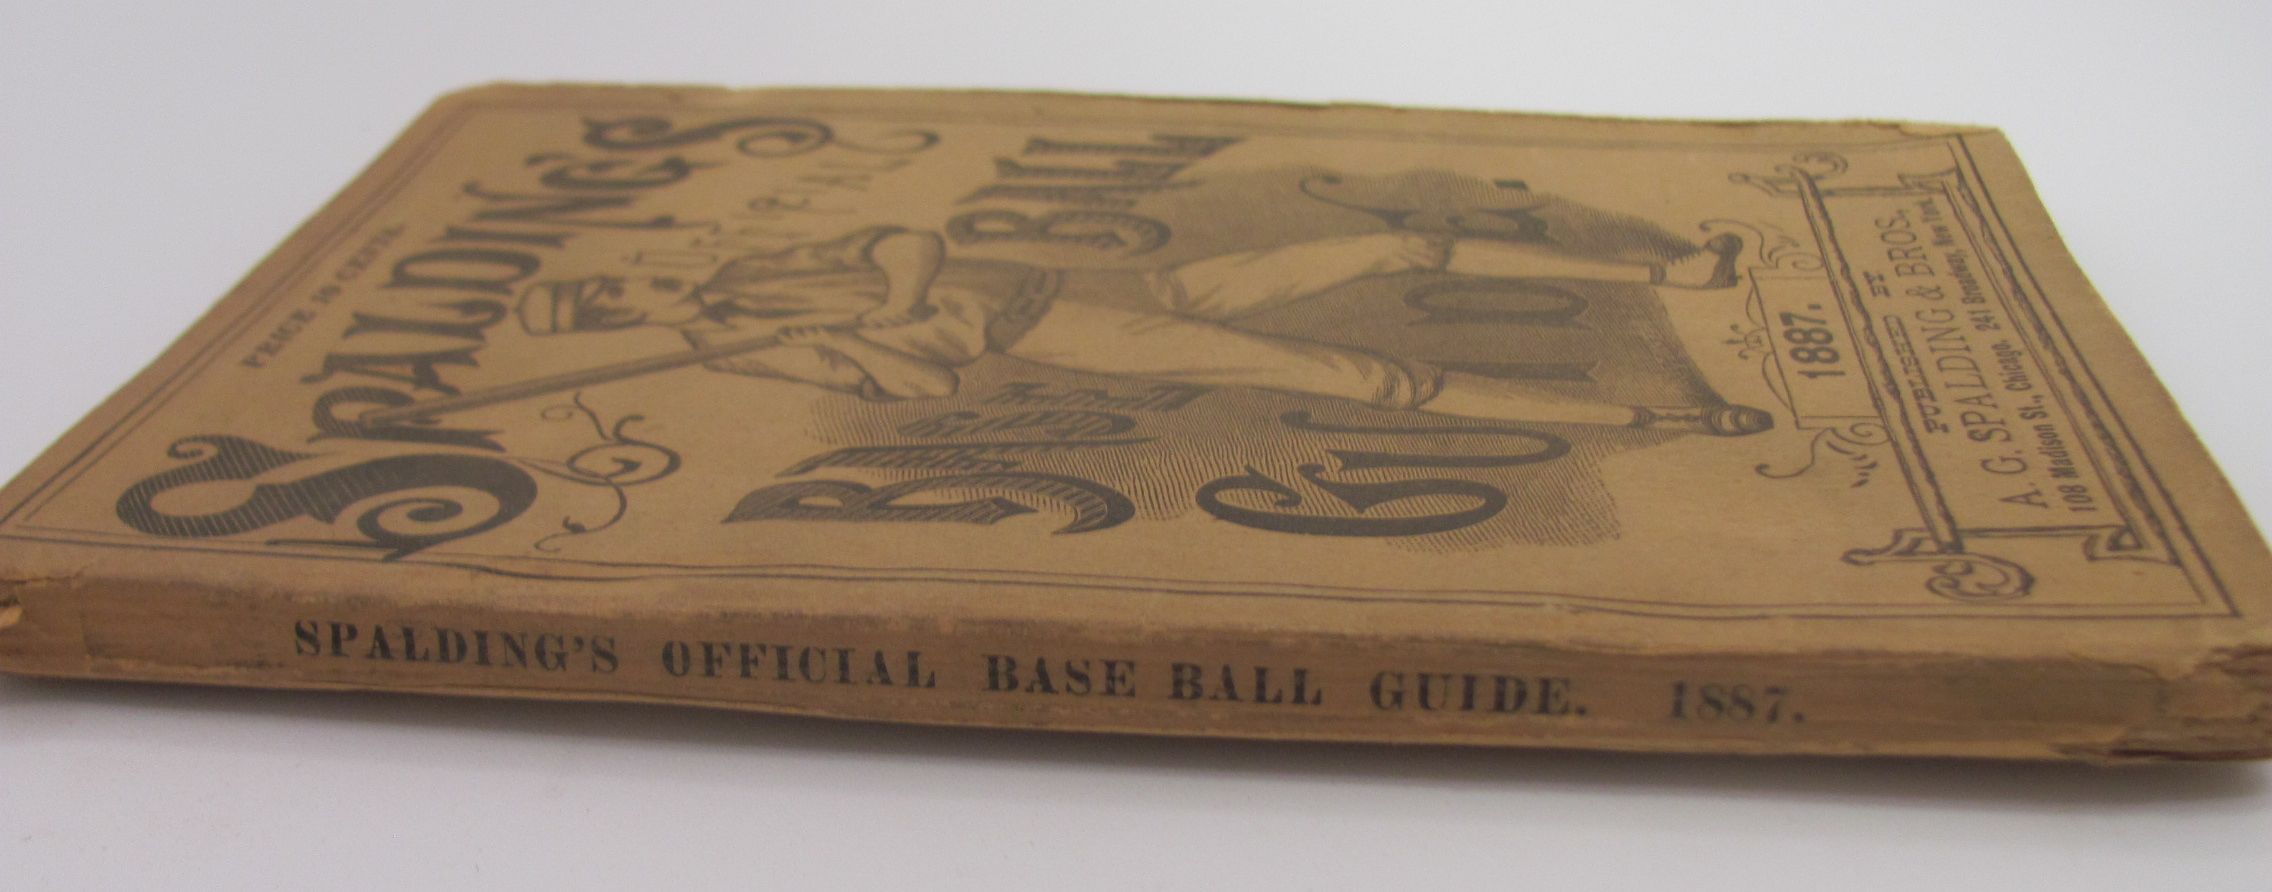 PRICE 10 CENTS.
SPALDING'S
OFFICIAL
BASE BALL
GUIDE
1887.
PUBLISHED BY
A. G. SPALDING & BROS.,
108 Madison St., Chicago. 241 Broadway, New York.
SPALDING'S OFFICIAL BASE BALL GUIDE. 1887.